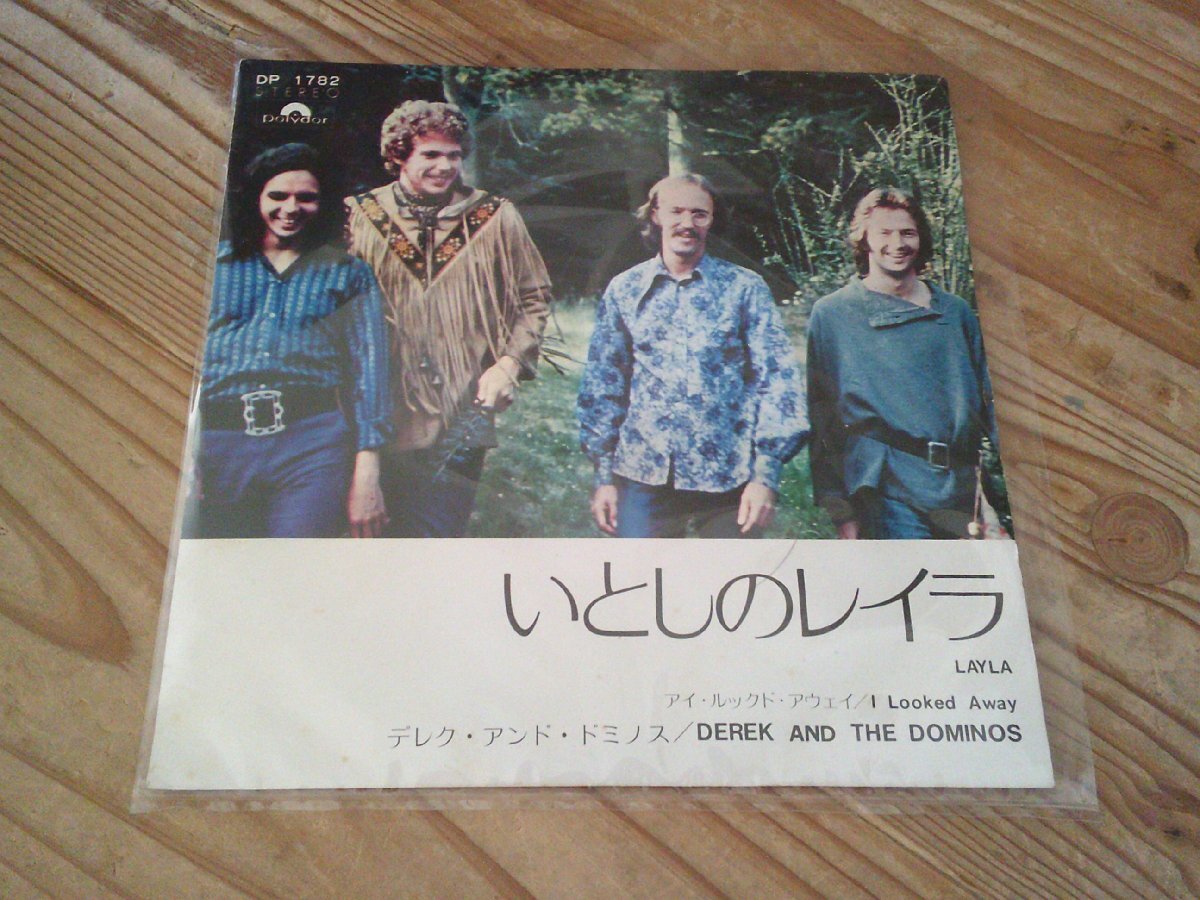 DP 1782
STEREO
Polydor
いとしのレイラ
LAYLA
アイ・ルックド・アウェイ/I Looked Away
デレク・アンド・ドミノス/DEREK AND THE DOMINOS